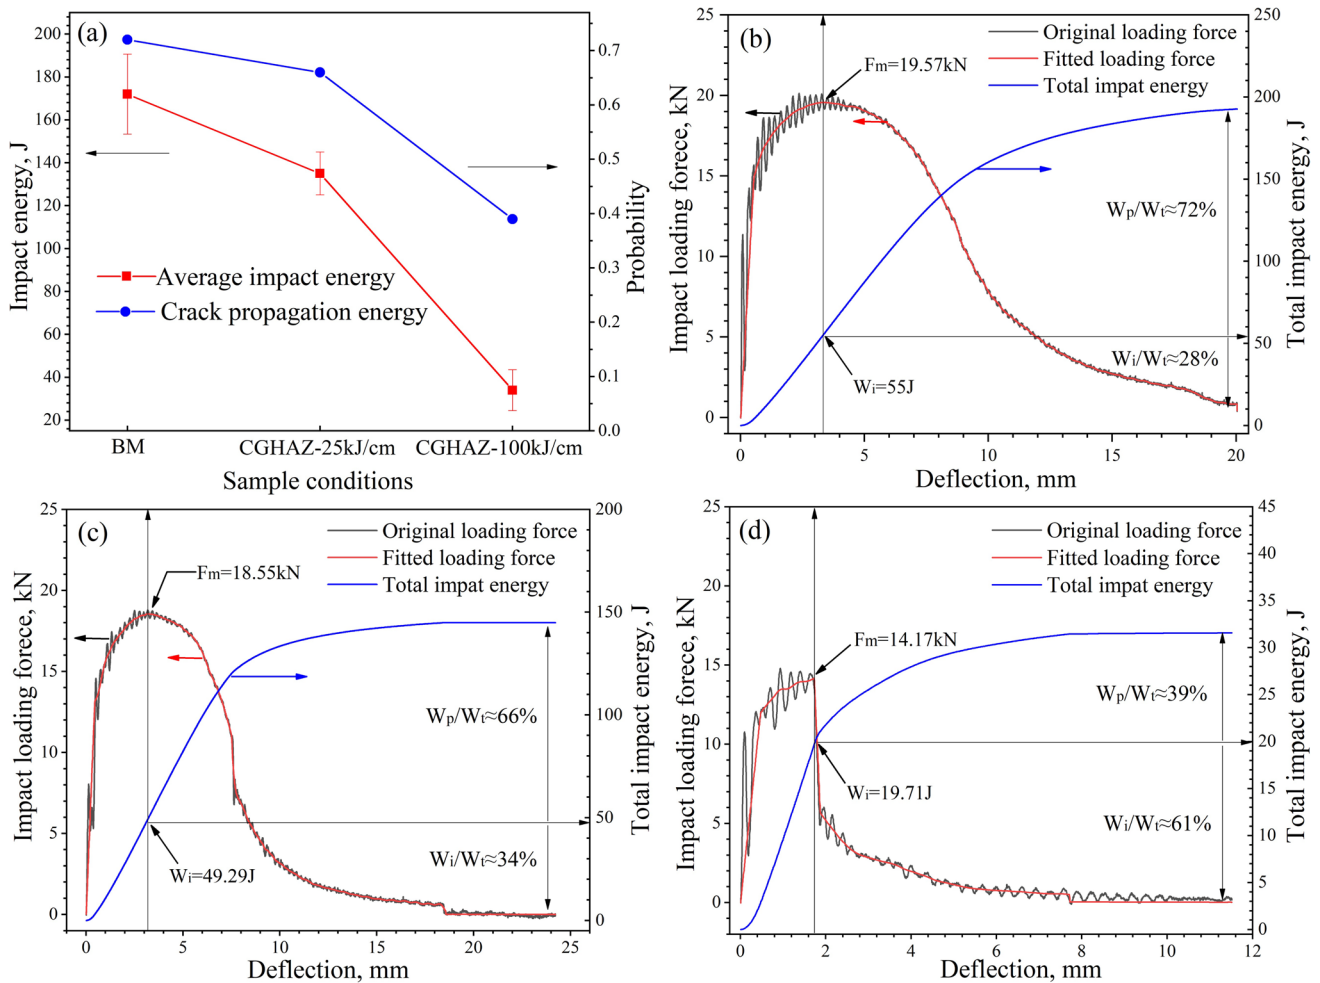 (a)
200
180
160
140
120
100
80
60
40
20
Impact energy, J
0.7
0.6
0.5
0.4
0.3
0.2
0.1
0.0
Probability
Average impact energy
Crack propagation energy
BM
CGHAZ-25kJ/cm
CGHAZ-100kJ/cm
Sample conditions
(b)
25
20
15
10
5
0
Impact loading forece, kN
Original loading force
Fitted loading force
Total impat energy
Fm=19.57kN
Wp/Wt≈72%
Wi/Wt≈28%
Wi=55J
250
200
150
100
50
0
Total impact energy, J
0 5 10 15 20
Deflection, mm
(c)
25
20
15
10
5
0
Impact loading forece, kN
Original loading force
Fitted loading force
Total impat energy
Fm=18.55kN
Wp/Wt≈66%
Wi/Wt≈34%
Wi=49.29J
200
150
100
50
0
Total impact energy, J
0 5 10 15 20 25
Deflection, mm
(d)
25
20
15
10
5
0
Impact loading forece, kN
Original loading force
Fitted loading force
Total impat energy
Fm=14.17kN
Wp/Wt≈39%
Wi=19.71J
Wi/Wt≈61%
45
40
35
30
25
20
15
10
5
0
Total impact energy, J
0 2 4 6 8 10 12
Deflection, mm